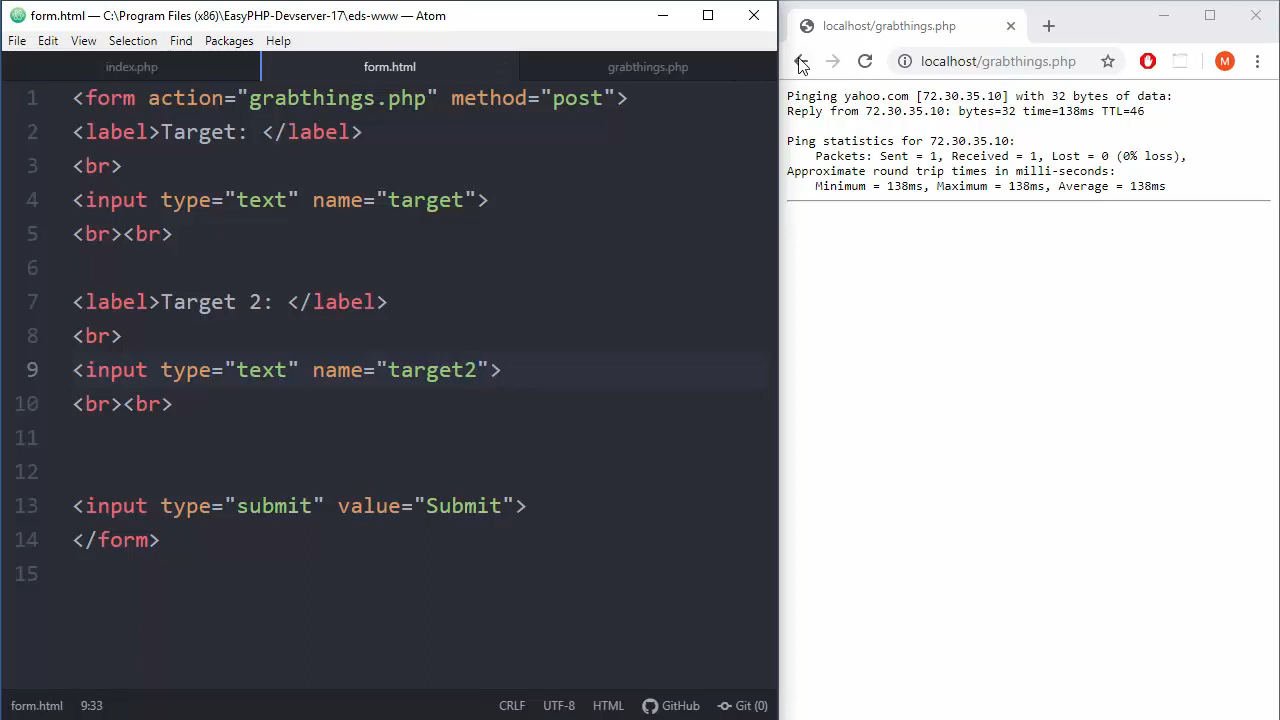 form.html — C:\Program Files (x86)\EasyPHP-Devserver-17\eds-www — Atom
File Edit View Selection Find Packages Help
index.php form.html grabthings.php
1 <form action="grabthings.php" method="post">
2 <label>Target: </label>
3 <br>
4 <input type="text" name="target">
5 <br><br>
6
7 <label>Target 2: </label>
8 <br>
9 <input type="text" name="target2">
10 <br><br>
11
12
13 <input type="submit" value="Submit">
14 </form>
15
form.html 9:33 CRLF UTF-8 HTML GitHub Git (0)
localhost/grabthings.php
localhost/grabthings.php M
Pinging yahoo.com [72.30.35.10] with 32 bytes of data:
Reply from 72.30.35.10: bytes=32 time=138ms TTL=46
Ping statistics for 72.30.35.10:
Packets: Sent = 1, Received = 1, Lost = 0 (0% loss),
Approximate round trip times in milli-seconds:
Minimum = 138ms, Maximum = 138ms, Average = 138ms